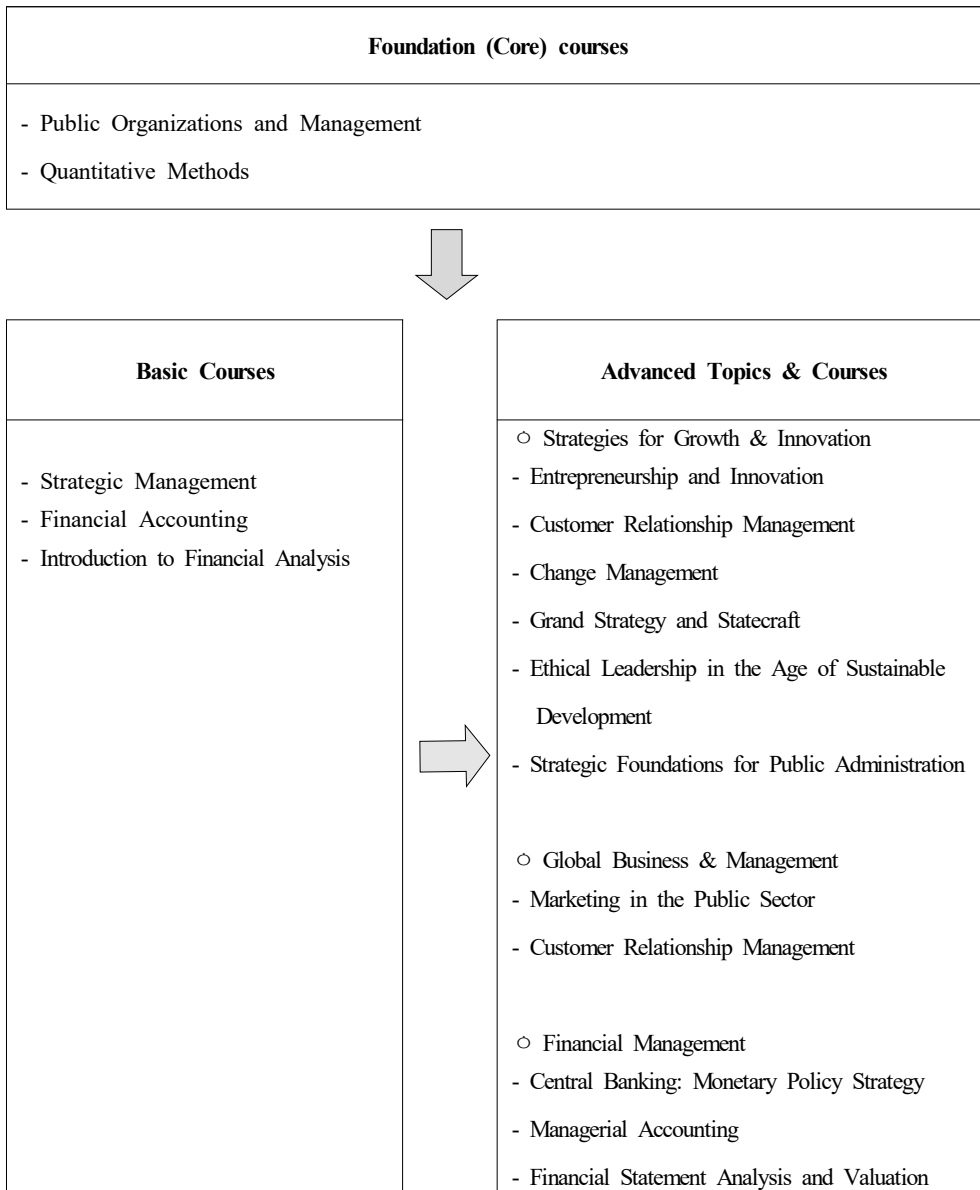 Foundation (Core) courses
- Public Organizations and Management
- Quantitative Methods
Basic Courses
- Strategic Management
- Financial Accounting
- Introduction to Financial Analysis
Advanced Topics & Courses
○ Strategies for Growth & Innovation
- Entrepreneurship and Innovation
- Customer Relationship Management
- Change Management
- Grand Strategy and Statecraft
- Ethical Leadership in the Age of Sustainable
Development
- Strategic Foundations for Public Administration
○ Global Business & Management
- Marketing in the Public Sector
- Customer Relationship Management
○ Financial Management
- Central Banking: Monetary Policy Strategy
- Managerial Accounting
- Financial Statement Analysis and Valuation